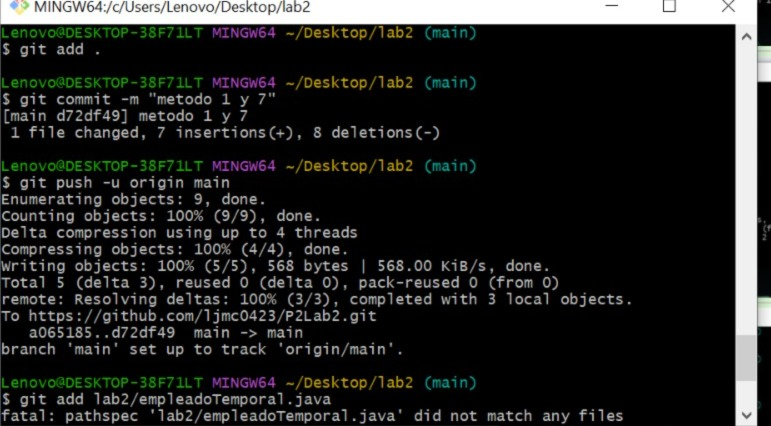 MINGW64:/c/Users/Lenovo/Desktop/lab2
Lenovo@DESKTOP-38F71LT MINGW64 ~/Desktop/lab2 (main)
$ git add .
Lenovo@DESKTOP-38F71LT MINGW64 ~/Desktop/lab2 (main)
$ git commit -m "metodo 1 y 7"
[main d72df49] metodo 1 y 7
1 file changed, 7 insertions(+), 8 deletions(-)
Lenovo@DESKTOP-38F71LT MINGW64 ~/Desktop/lab2 (main)
$ git push -u origin main
Enumerating objects: 9, done.
Counting objects: 100% (9/9), done.
Delta compression using up to 4 threads
Compressing objects: 100% (4/4), done.
Writing objects: 100% (5/5), 568 bytes | 568.00 KiB/s, done.
Total 5 (delta 3), reused 0 (delta 0), pack-reused 0 (from 0)
remote: Resolving deltas: 100% (3/3), completed with 3 local objects.
To https://github.com/ljmc0423/P2Lab2.git
a065185..d72df49  main -> main
branch 'main' set up to track 'origin/main'.
Lenovo@DESKTOP-38F71LT MINGW64 ~/Desktop/lab2 (main)
$ git add lab2/empleadoTemporal.java
fatal: pathspec 'lab2/empleadoTemporal.java' did not match any files